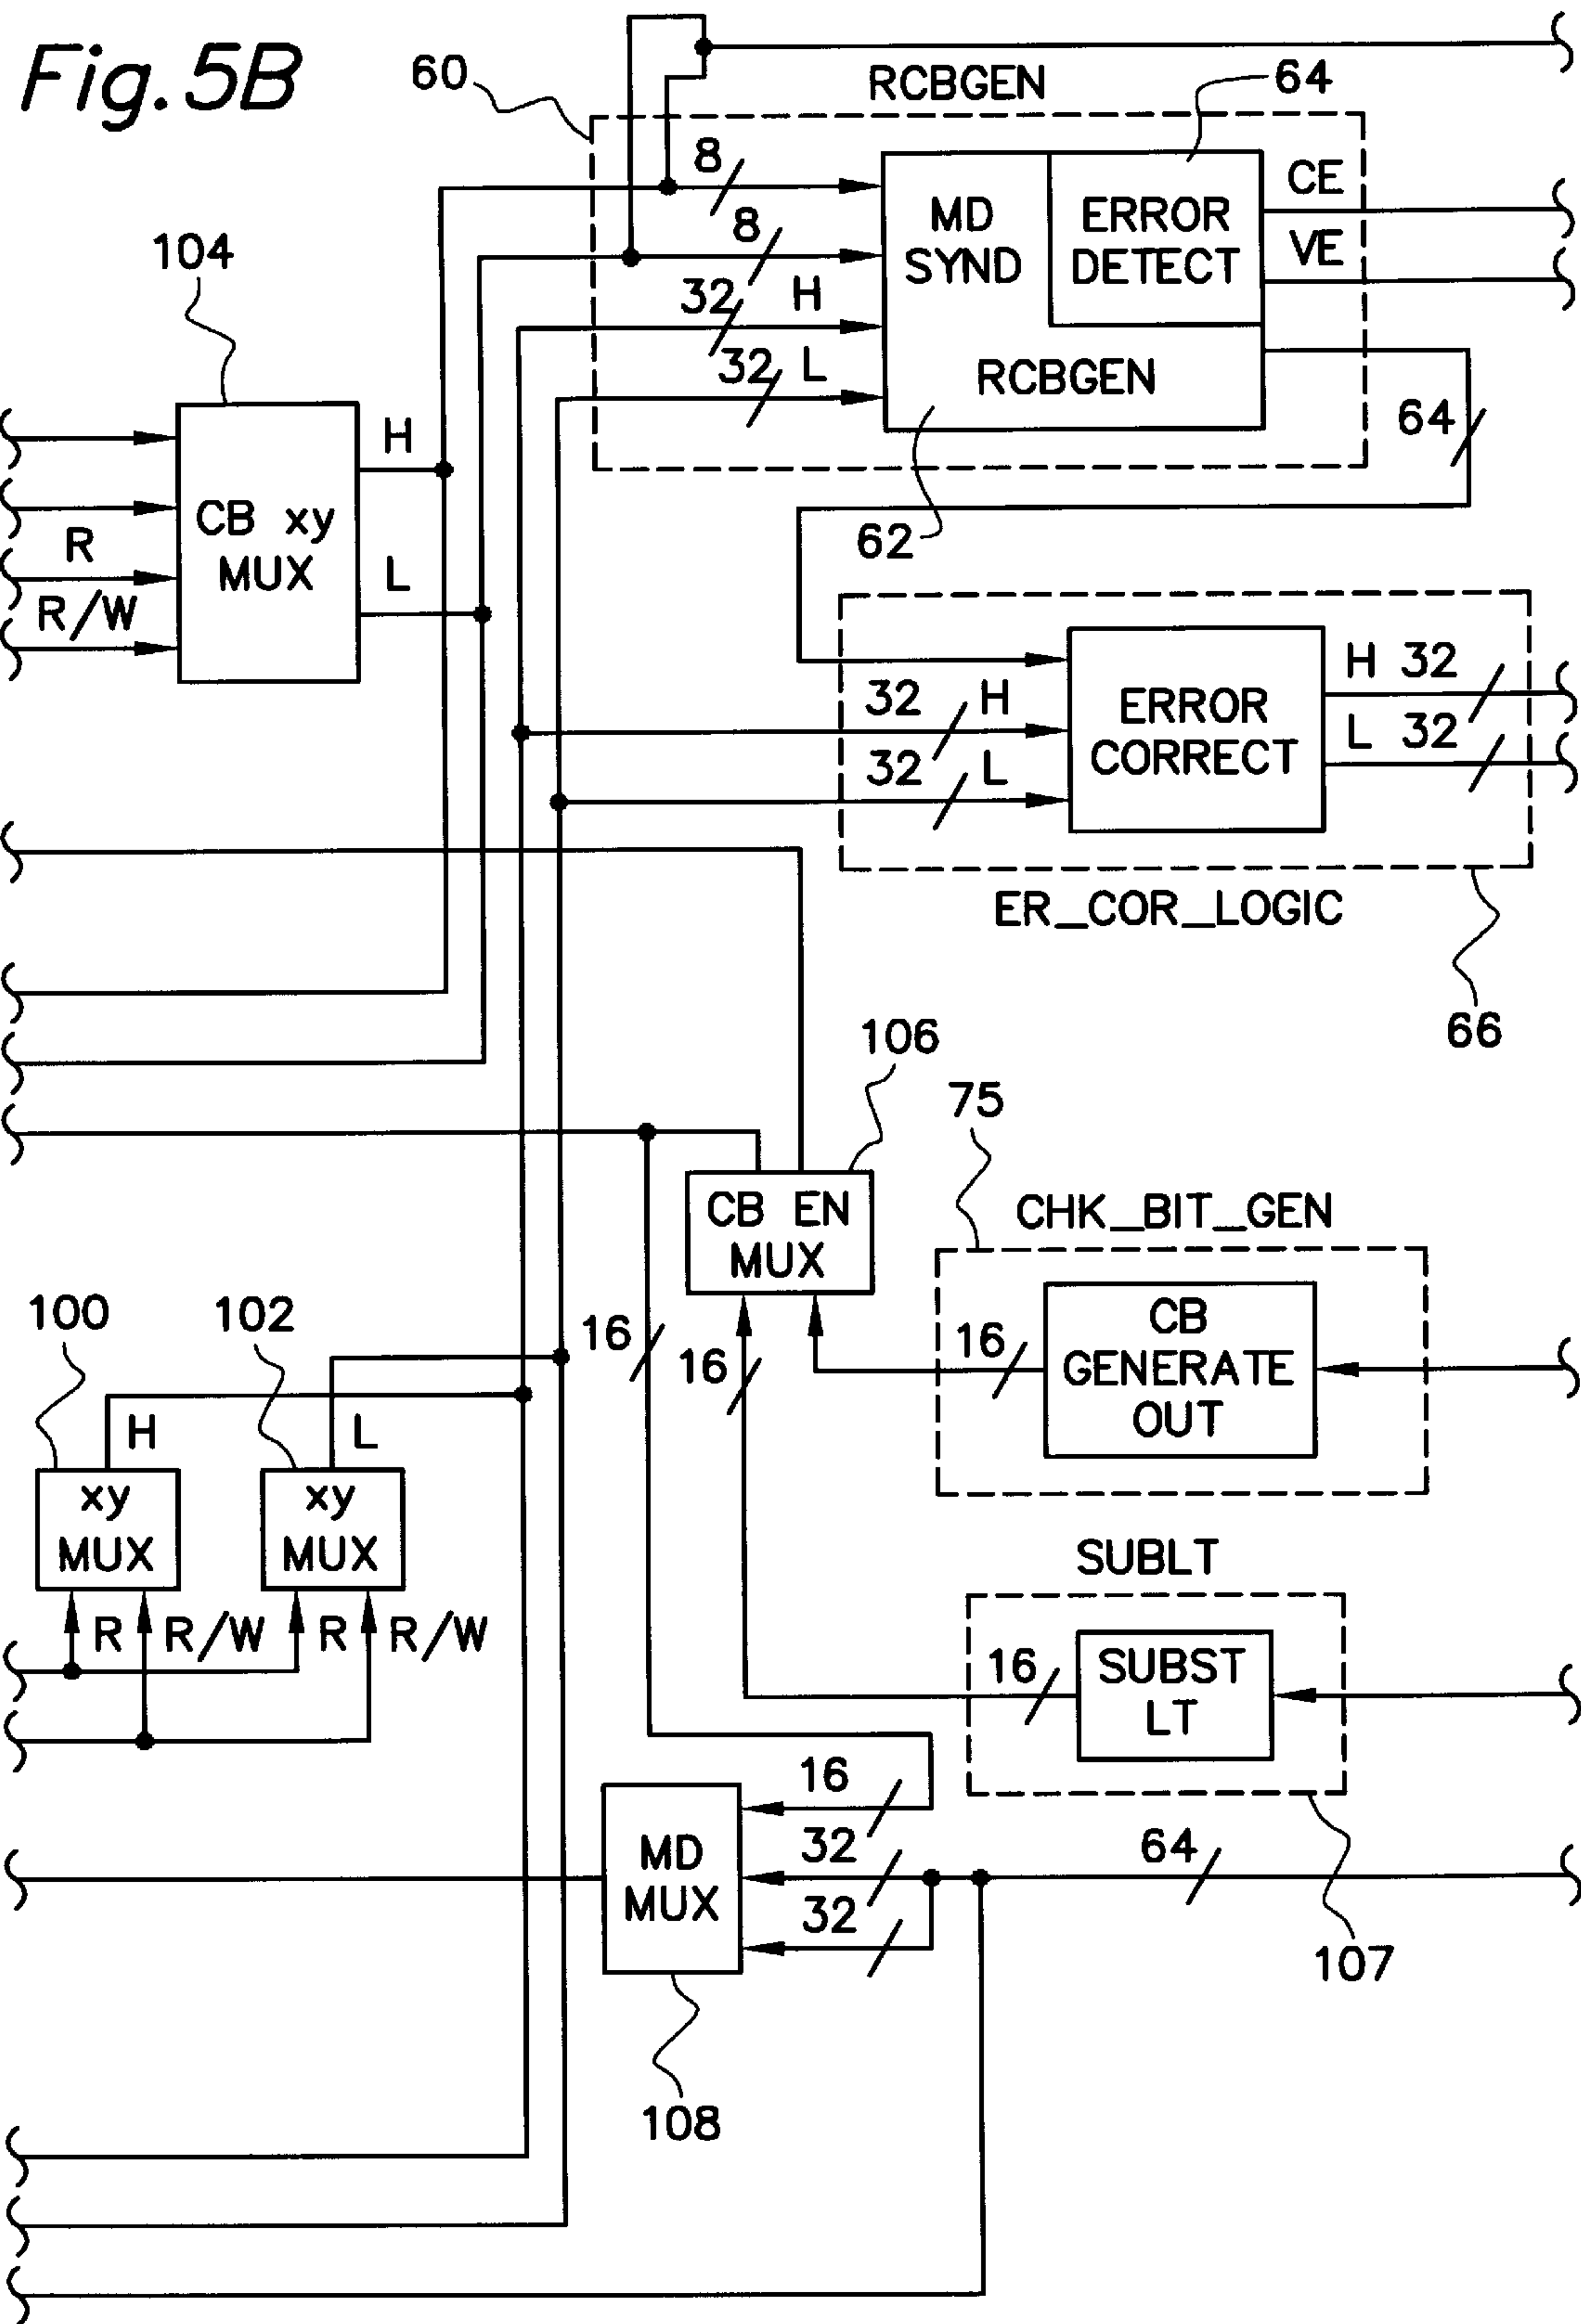 Fig. 5B
60
RCBGEN
64
8
CE
MD
SYND
ERROR
DETECT
8
VE
104
32
H
32
L
RCBGEN
64
H
CB xy
MUX
R
L
R/W
62
H 32
32 H
ERROR
CORRECT
L 32
32 L
ER_COR_LOGIC
66
106
75
CB EN
MUX
CHK_BIT_GEN
100
102
16
16
16
CB
GENERATE
OUT
H
L
xy
MUX
xy
MUX
SUBLT
R
R/W
R
R/W
16
SUBST
LT
16
MD
MUX
32
64
32
107
108